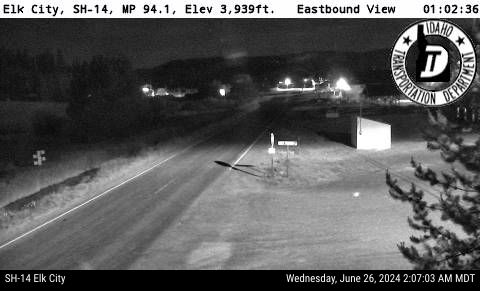 Elk City, SH-14, MP 94.1, Elev 3,939ft. Eastbound View 01:02:36
IDAHO
TRANSPORTATION DEPARTMENT
SH-14 Elk City Wednesday, June 26, 2024 2:07:03 AM MDT